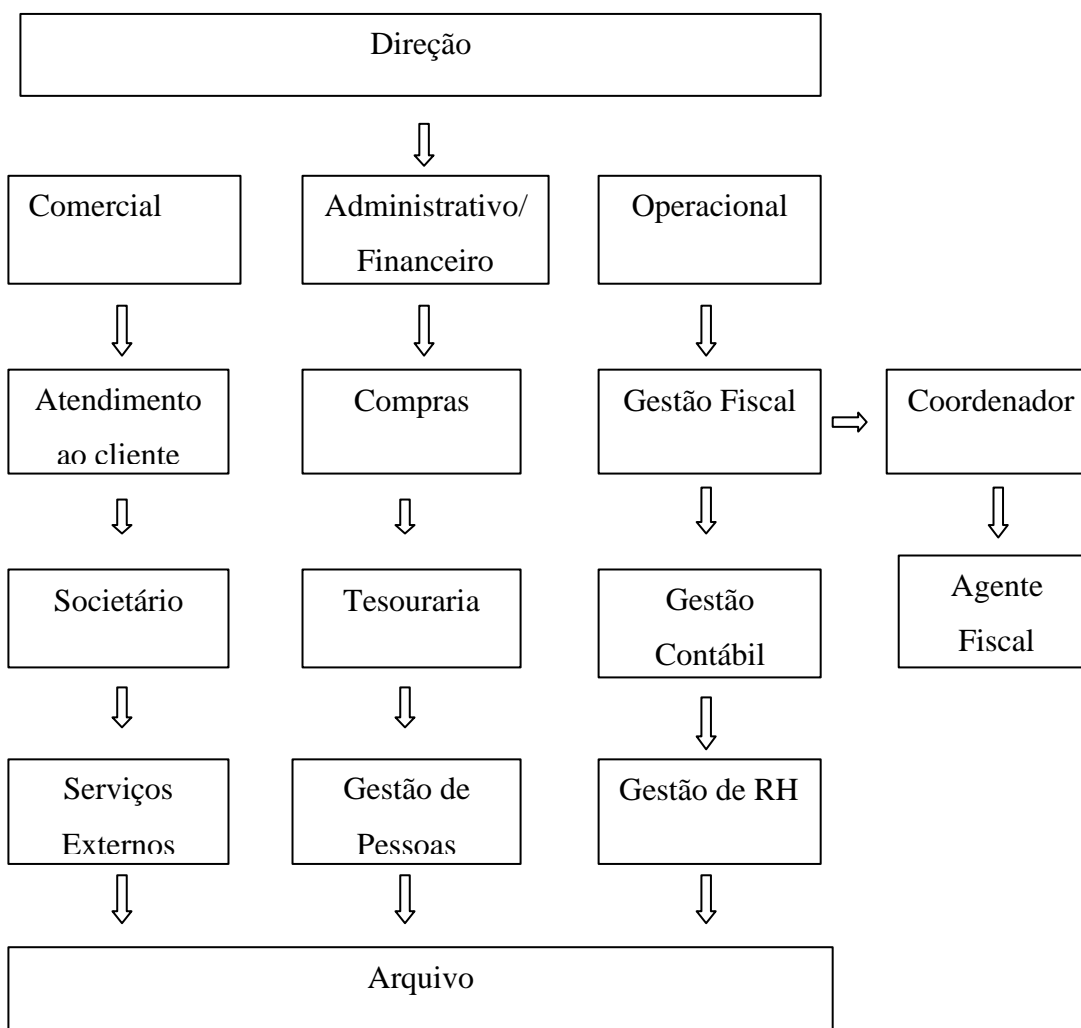 Direção
Comercial
Administrativo/
Financeiro
Operacional
Atendimento
ao cliente
Compras
Gestão Fiscal
Coordenador
Societário
Tesouraria
Gestão
Contábil
Agente
Fiscal
Serviços
Externos
Gestão de
Pessoas
Gestão de RH
Arquivo